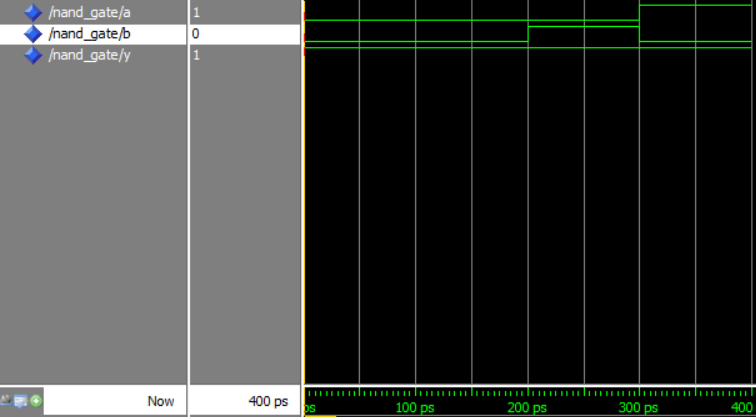 /nand_gate/a 1
/nand_gate/b 0
/nand_gate/y 1
Now 400 ps
ps 100 ps 200 ps 300 ps 400